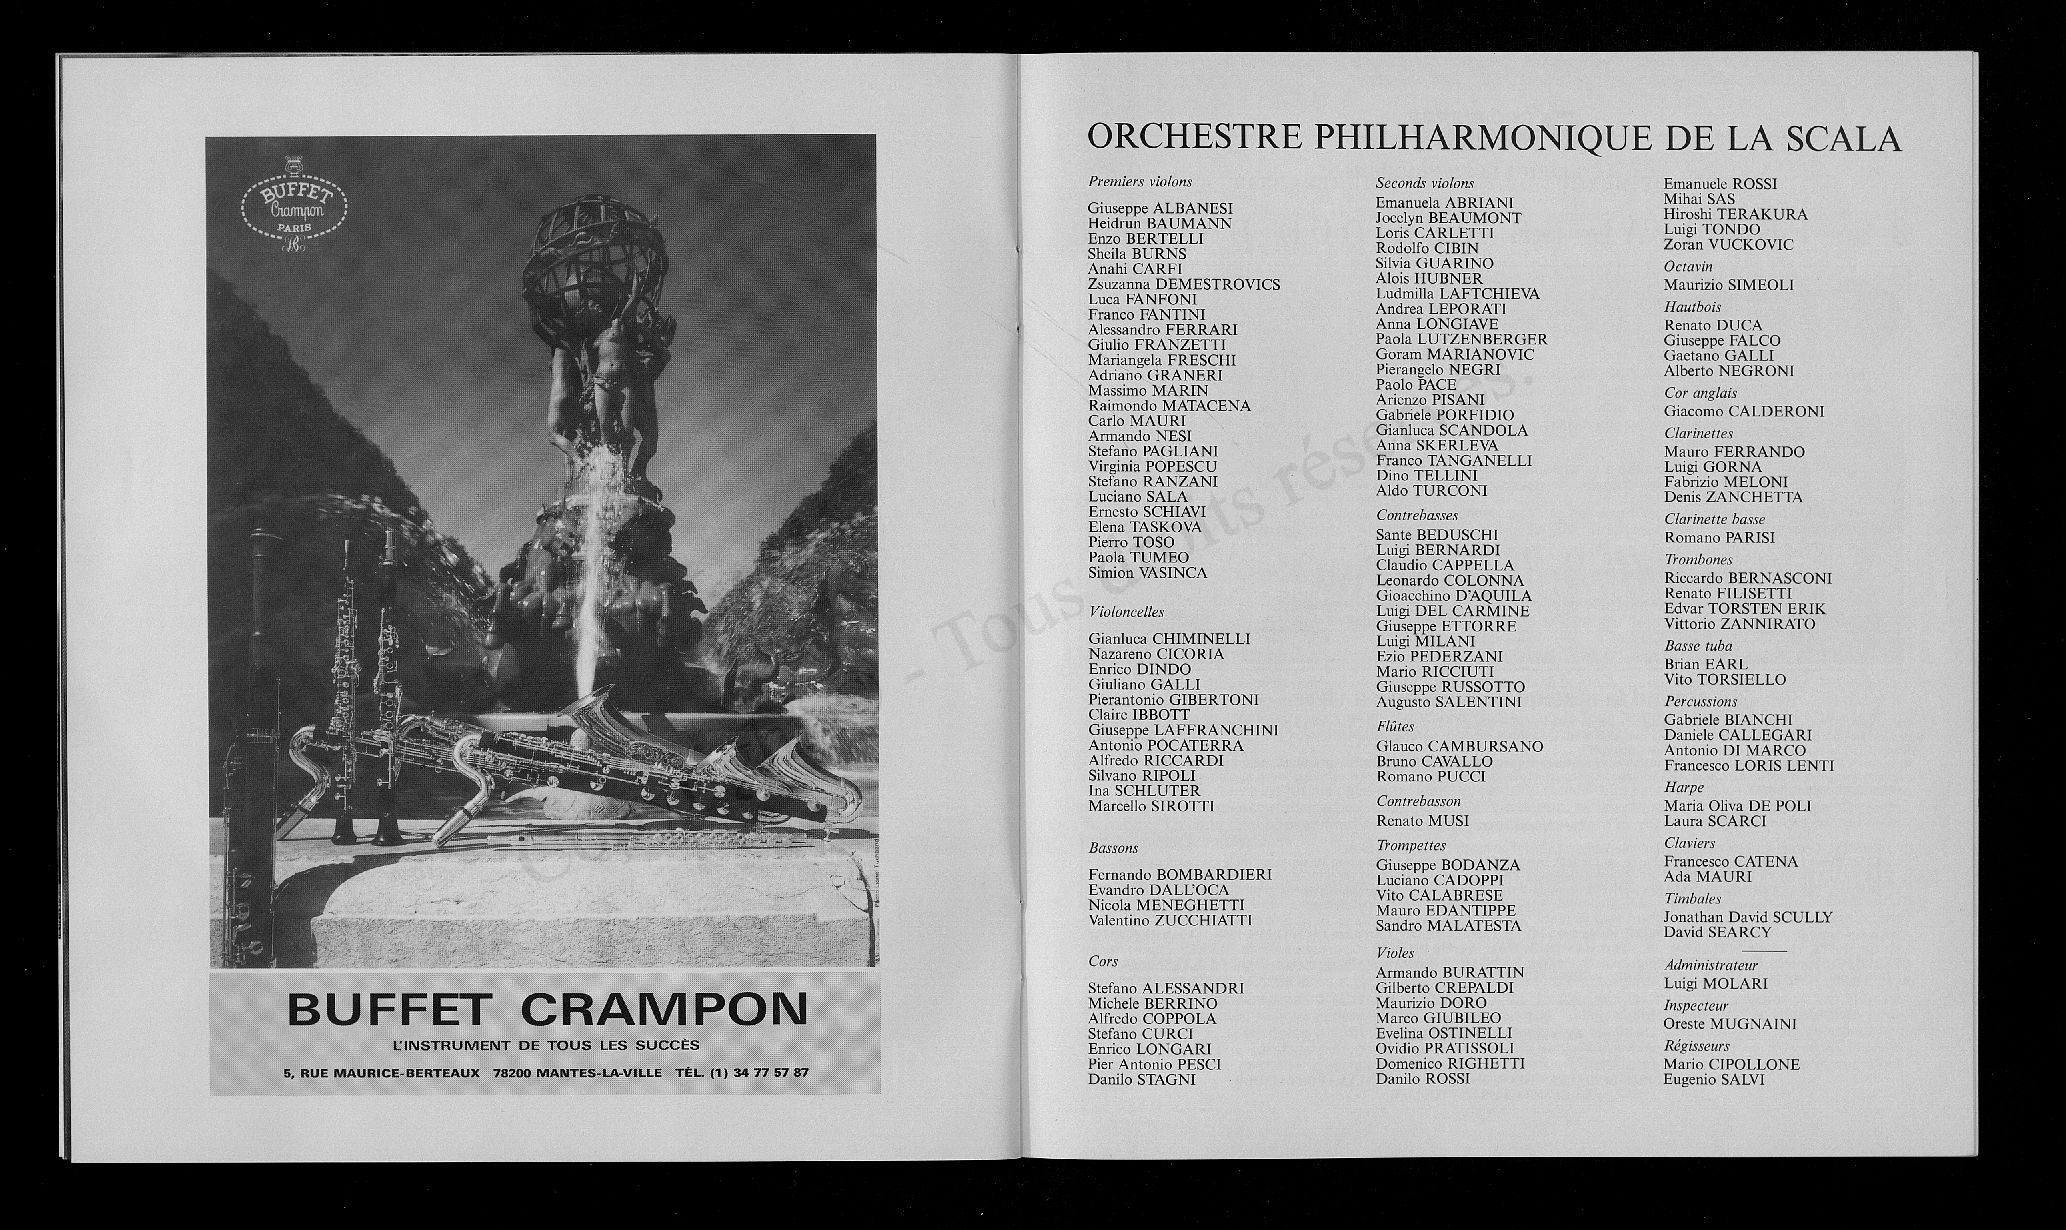 BUFFET
Crampon
PARIS
BUFFET CRAMPON
L'INSTRUMENT DE TOUS LES SUCCÈS
5, RUE MAURICE-BERTEAUX 78200 MANTES-LA-VILLE TÉL. (1) 34 77 57 87
ORCHESTRE PHILHARMONIQUE DE LA SCALA
Premiers violons
Giuseppe ALBANESI
Heidrun BAUMANN
Enzo BERTELLI
Sheila BURNS
Anahi CARFI
Zsuzanna DEMESTROVICS
Luca FANFONI
Franco FANTINI
Alessandro FERRARI
Giulio FRANZETTI
Mariangela FRESCHI
Adriano GRANERI
Massimo MARIN
Raimondo MATACENA
Carlo MAURI
Armando NESI
Stefano PAGLIANI
Virginia POPESCU
Stefano RANZANI
Luciano SALA
Ernesto SCHIAVI
Elena TASKOVA
Pierro TOSO
Paola TUMEO
Simion VASINCA
Violoncelles
Gianluca CHIMINELLI
Nazareno CICORIA
Enrico DINDO
Giuliano GALLI
Pierantonio GIBERTONI
Claire IBBOTT
Giuseppe LAFFRANCHINI
Antonio POCATERRA
Alfredo RICCARDI
Silvano RIPOLI
Ina SCHLUTER
Marcello SIROTTI
Bassons
Fernando BOMBARDIERI
Evandro DALL'OCA
Nicola MENEGHETTI
Valentino ZUCCHIATTI
Cors
Stefano ALESSANDRI
Michele BERRINO
Alfredo COPPOLA
Stefano CURCI
Enrico LONGARI
Pier Antonio PESCI
Danilo STAGNI
Seconds violons
Emanuela ABRIANI
Jocelyn BEAUMONT
Loris CARLETTI
Rodolfo CIBIN
Silvia GUARINO
Alois HUBNER
Ludmilla LAFTCHIEVA
Andrea LEPORATI
Anna LONGIAVE
Paola LUTZENBERGER
Goram MARIANOVIC
Pierangelo NEGRI
Paolo PACE
Arienzo PISANI
Gabriele PORFIDIO
Gianluca SCANDOLA
Anna SKERLEVA
Franco TANGANELLI
Dino TELLINI
Aldo TURCONI
Contrebasses
Sante BEDUSCHI
Luigi BERNARDI
Claudio CAPPELLA
Leonardo COLONNA
Gioacchino D'AQUILA
Luigi DEL CARMINE
Giuseppe ETTORRE
Luigi MILANI
Ezio PEDERZANI
Mario RICCIUTI
Giuseppe RUSSOTTO
Augusto SALENTINI
Flûtes
Glauco CAMBURSANO
Bruno CAVALLO
Romano PUCCI
Contrebasson
Renato MUSI
Trompettes
Giuseppe BODANZA
Luciano CADOPPI
Vito CALABRESE
Mauro EDANTIPPE
Sandro MALATESTA
Violes
Armando BURATTIN
Gilberto CREPALDI
Maurizio DORO
Marco GIUBILEO
Evelina OSTINELLI
Ovidio PRATISSOLI
Domenico RIGHETTI
Danilo ROSSI
Emanuele ROSSI
Mihai SAS
Hiroshi TERAKURA
Luigi TONDO
Zoran VUCKOVIC
Octavin
Maurizio SIMEOLI
Hautbois
Renato DUCA
Giuseppe FALCO
Gaetano GALLI
Alberto NEGRONI
Cor anglais
Giacomo CALDERONI
Clarinettes
Mauro FERRANDO
Luigi GORNA
Fabrizio MELONI
Denis ZANCHETTA
Clarinette basse
Romano PARISI
Trombones
Riccardo BERNASCONI
Renato FILISETTI
Edvar TORSTEN ERIK
Vittorio ZANNIRATO
Basse tuba
Brian EARL
Vito TORSIELLO
Percussions
Gabriele BIANCHI
Daniele CALLEGARI
Antonio DI MARCO
Francesco LORIS LENTI
Harpe
Maria Oliva DE POLI
Laura SCARCI
Claviers
Francesco CATENA
Ada MAURI
Timbales
Jonathan David SCULLY
David SEARCY
Administrateur
Luigi MOLARI
Inspecteur
Oreste MUGNAINI
Régisseurs
Mario CIPOLLONE
Eugenio SALVI
- Tous droits réservés.